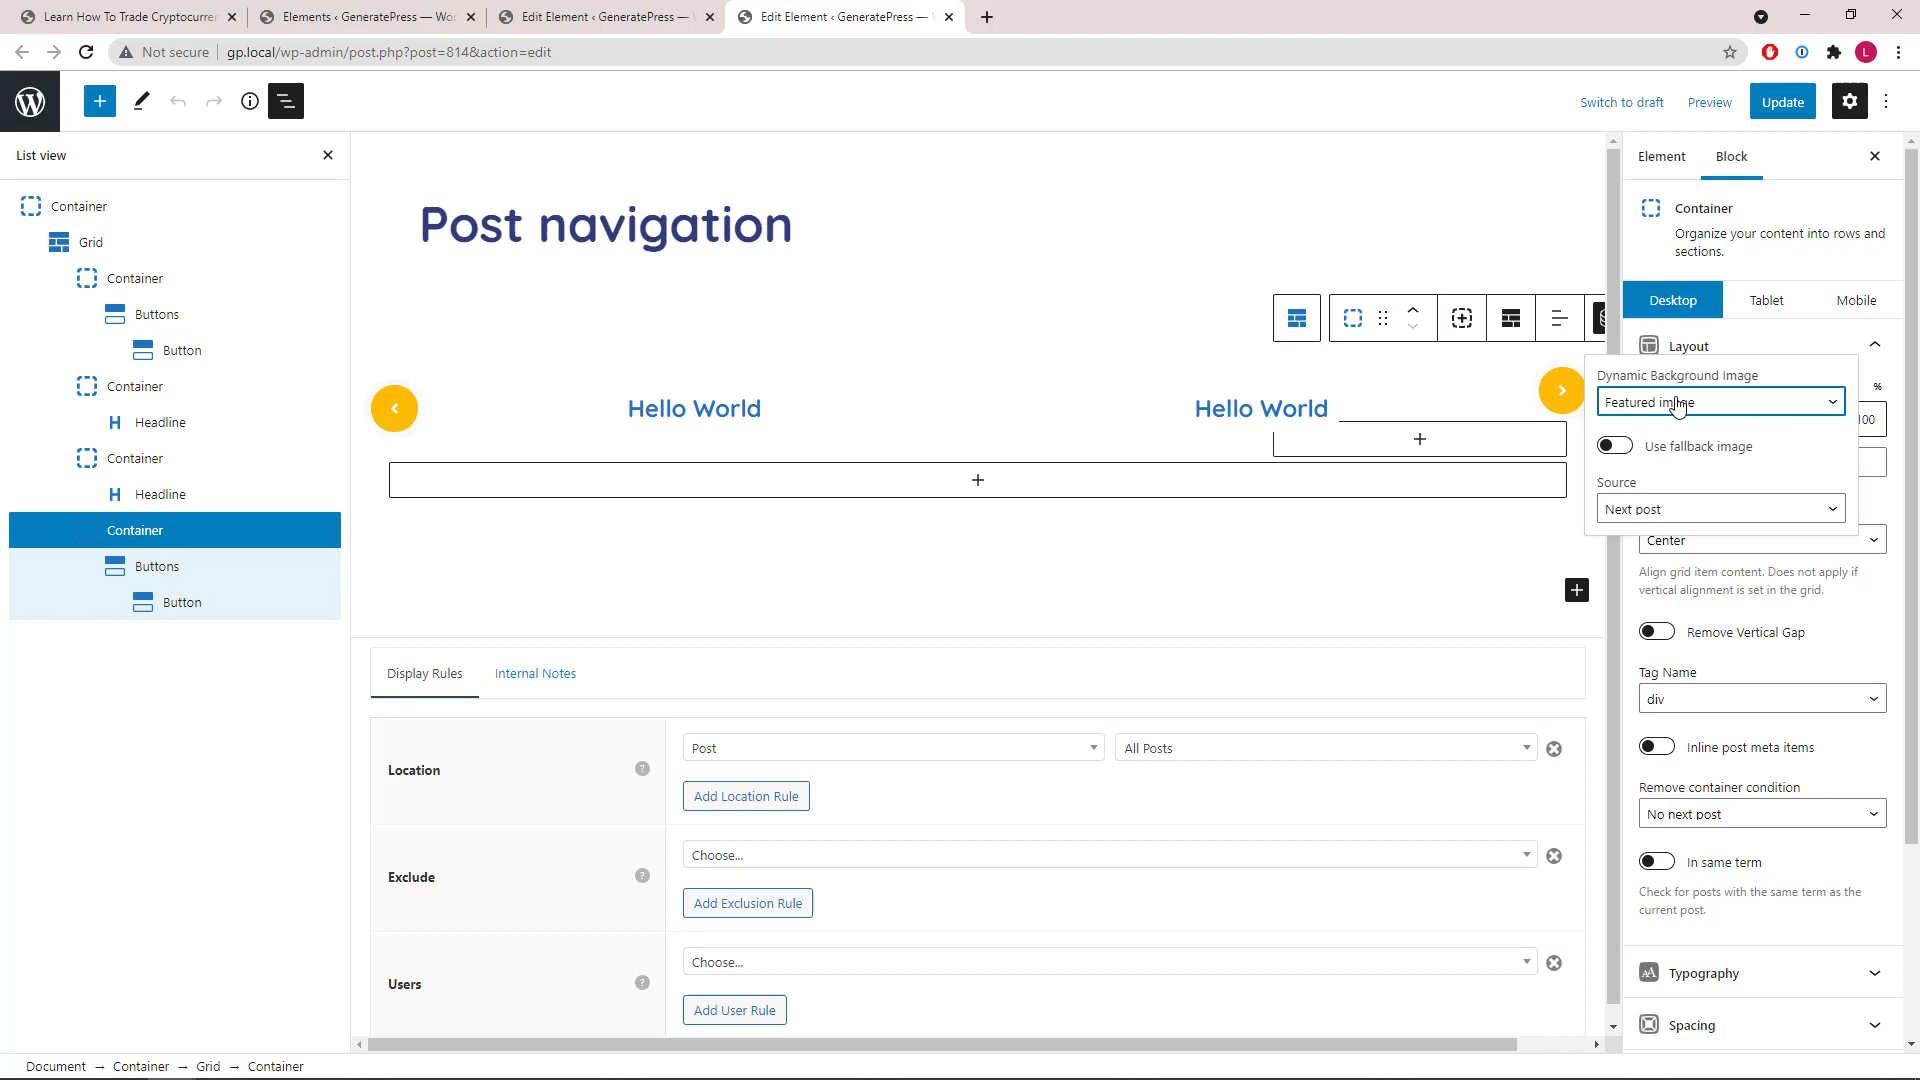 Learn How To Trade Cryptocurre
Elements ‹ GeneratePress — Wor
Edit Element ‹ GeneratePress —
Edit Element ‹ GeneratePress —
Not secure
gp.local/wp-admin/post.php?post=814&action=edit
L
Switch to draft
Preview
Update
List view
Container
Grid
Container
Buttons
Button
Container
Headline
Container
Headline
Container
Buttons
Button
Post navigation
Hello World
Hello World
Display Rules
Internal Notes
Location
Post
All Posts
Add Location Rule
Exclude
Choose...
Add Exclusion Rule
Users
Choose...
Add User Rule
Element
Block
Container
Organize your content into rows and
sections.
Desktop
Tablet
Mobile
Layout
%
100
Dynamic Background Image
Featured image
Use fallback image
Source
Next post
Center
Align grid item content. Does not apply if
vertical alignment is set in the grid.
Remove Vertical Gap
Tag Name
div
Inline post meta items
Remove container condition
No next post
In same term
Check for posts with the same term as the
current post.
Typography
Spacing
Document → Container → Grid → Container